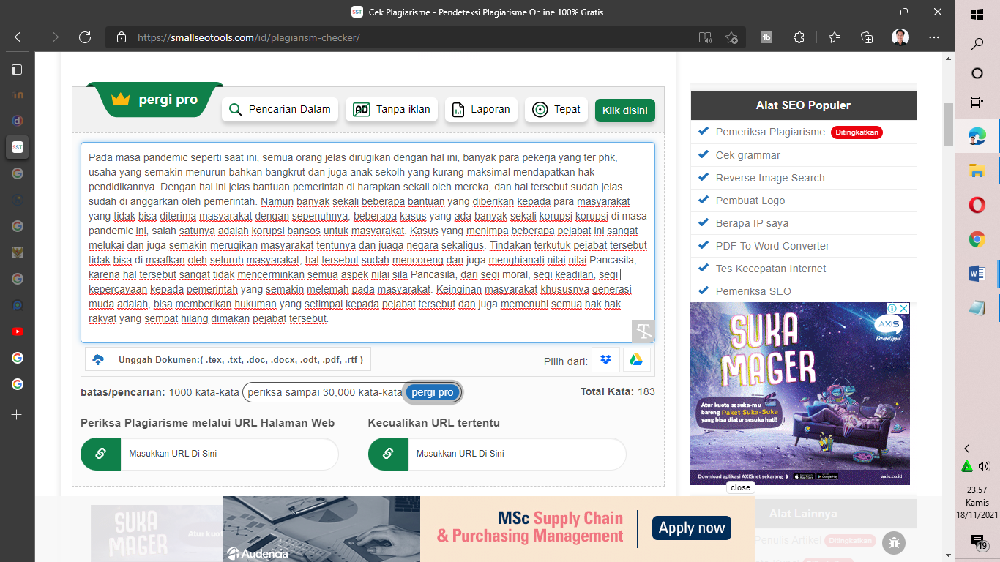 Cek Plagiarisme - Pendeteksi Plagiarisme Online 100% Gratis
https://smallseotools.com/id/plagiarism-checker/
pergi pro
Pencarian Dalam
Tanpa iklan
Laporan
Tepat
Klik disini
Pada masa pandemic seperti saat ini, semua orang jelas dirugikan dengan hal ini, banyak para pekerja yang ter phk,
usaha yang semakin menurun bahkan bangkrut dan juga anak sekolh yang kurang maksimal mendapatkan hak
pendidikannya. Dengan hal ini jelas bantuan pemerintah di harapkan sekali oleh mereka, dan hal tersebut sudah jelas
sudah di anggarkan oleh pemerintah. Namun banyak sekali beberapa bantuan yang diberikan kepada para masyarakat
yang tidak bisa diterima masyarakat dengan sepenuhnya, beberapa kasus yang ada banyak sekali korupsi korupsi di masa
pandemic ini, salah satunya adalah korupsi bansos untuk masyarakat. Kasus yang menimpa beberapa pejabat ini sangat
melukai dan juga semakin merugikan masyarakat tentunya dan juaga negara sekaligus. Tindakan terkutuk pejabat tersebut
tidak bisa di maafkan oleh seluruh masyarakat, hal tersebut sudah mencoreng dan juga menghianati nilai nilai Pancasila,
karena hal tersebut sangat tidak mencerminkan semua aspek nilai sila Pancasila, dari segi moral, segi keadilan, segi
kepercayaan kepada pemerintah yang semakin melemah pada masyarakat. Keinginan masyarakat khususnya generasi
muda adalah, bisa memberikan hukuman yang setimpal kepada pejabat tersebut dan juga memenuhi semua hak hak
rakyat yang sempat hilang dimakan pejabat tersebut.
Unggah Dokumen:( .tex, .txt, .doc, .docx, .odt, .pdf, .rtf )
Pilih dari:
batas/pencarian: 1000 kata-kata
periksa sampai 30,000 kata-kata
pergi pro
Total Kata: 183
Periksa Plagiarisme melalui URL Halaman Web
Kecualikan URL tertentu
Masukkan URL Di Sini
Masukkan URL Di Sini
Alat SEO Populer
Pemeriksa Plagiarisme Ditingkatkan
Cek grammar
Reverse Image Search
Pembuat Logo
Berapa IP saya
PDF To Word Converter
Tes Kecepatan Internet
Pemeriksa SEO
SUKA
MAGER
AXIS
Atur kuota sesuka-mu
bareng Paket Suka-Suka
yang bisa diatur sesuka hati!
Download aplikasi AXISnet sekarang
App Store
Google Play
axis.co.id
close
SUKA
MAGER
Atur kuot
Audencia
MSc Supply Chain
& Purchasing Management
Apply now
Alat Lainnya
Penulis Artikel Ditingkatkan
SST
23.57
Kamis
18/11/2021
19